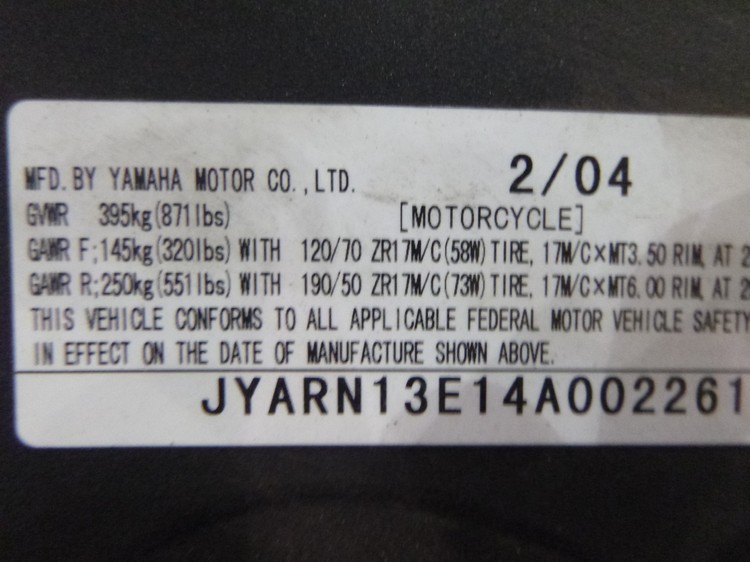 MFD. BY YAMAHA MOTOR CO., LTD. 2/04
GVWR 395kg(871lbs) [MOTORCYCLE]
GAWR F;145kg(320lbs) WITH 120/70 ZR17M/C(58W) TIRE, 17M/C×MT3.50 RIM, AT 2
GAWR R;250kg(551lbs) WITH 190/50 ZR17M/C(73W) TIRE, 17M/C×MT6.00 RIM, AT 2
THIS VEHICLE CONFORMS TO ALL APPLICABLE FEDERAL MOTOR VEHICLE SAFETY
IN EFFECT ON THE DATE OF MANUFACTURE SHOWN ABOVE.
JYARN13E14A002261